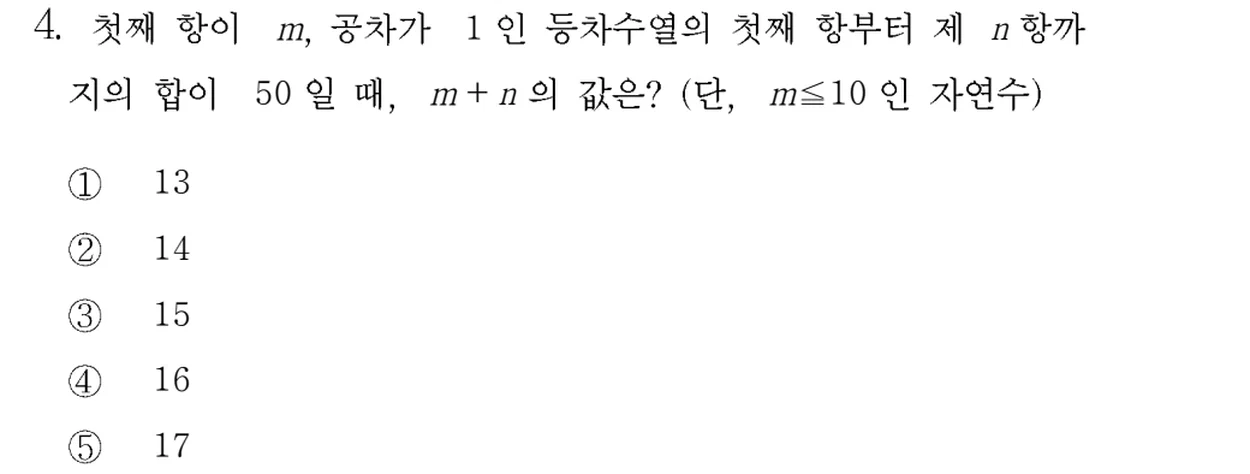 4. 첫째 항이 m, 공차가 1 인 등차수열의 첫째 항부터 제 n 항까
지의 합이 50 일 때, m + n 의 값은? (단, m≦10 인 자연수)
① 13
② 14
③ 15
④ 16
⑤ 17